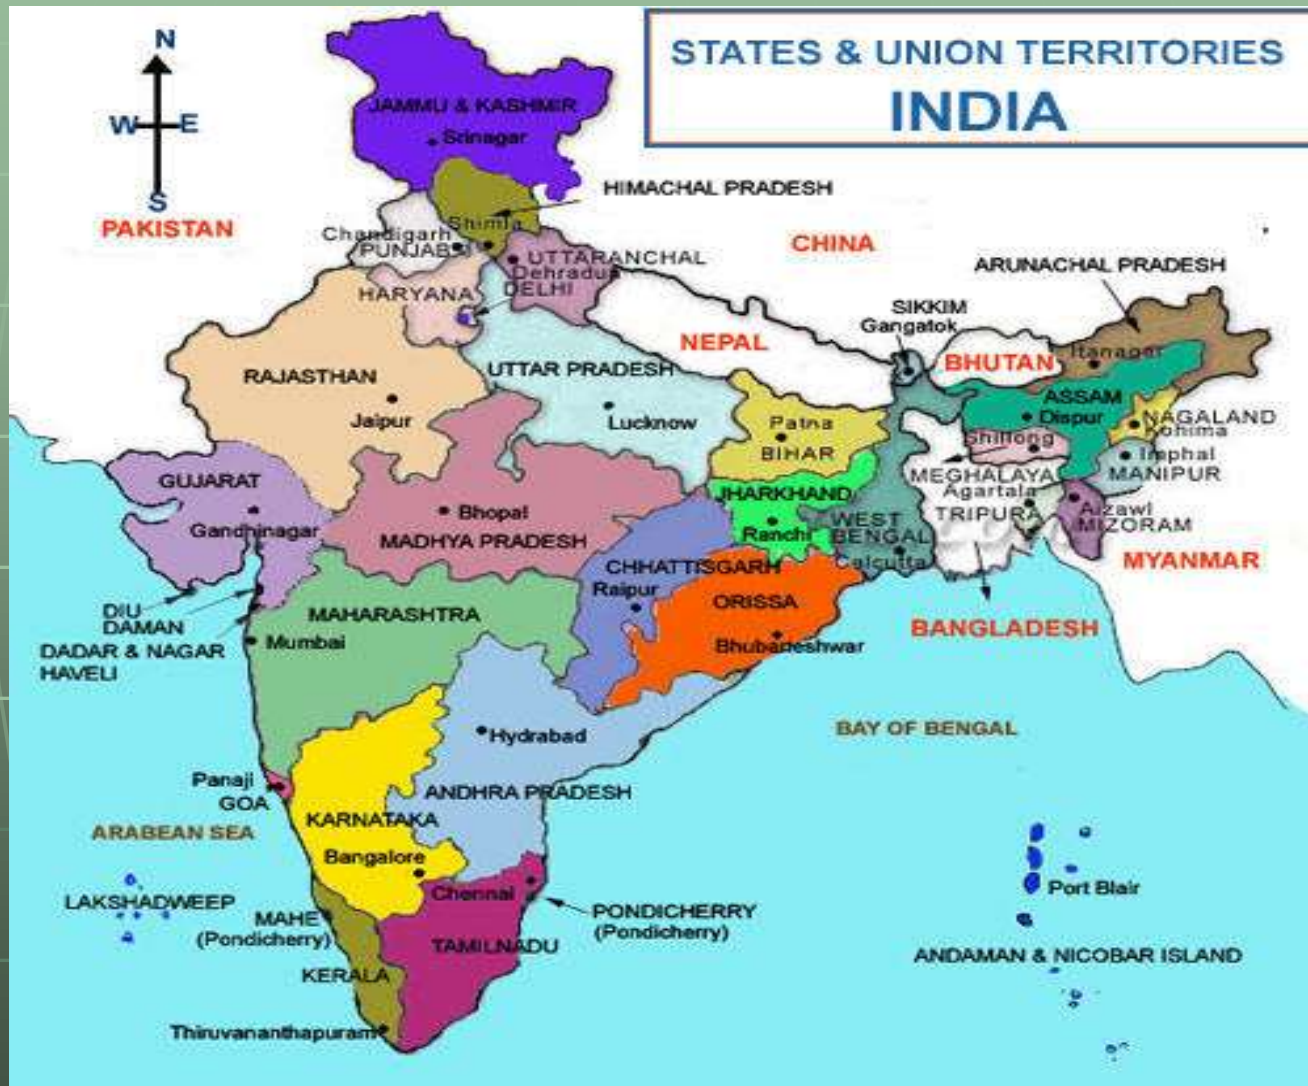 STATES & UNION TERRITORIES
INDIA
N
W E
S
JAMMU & KASHMIR
Srinagar
HIMACHAL PRADESH
PAKISTAN
Shimla
Chandigarh
PUNJAB
CHINA
UTTARANCHAL
Dehradun
ARUNACHAL PRADESH
HARYANA
DELHI
SIKKIM
Gangatok
NEPAL
BHUTAN
Itanagar
RAJASTHAN
Jaipur
UTTAR PRADESH
Lucknow
ASSAM
Dispur
NAGALAND
Kohima
Patna
BIHAR
Shillong
MEGHALAYA
Imphal
MANIPUR
GUJARAT
Gandhinagar
Bhopal
MADHYA PRADESH
JHARKHAND
Ranchi
Agartala
TRIPURA
Aizawl
MIZORAM
WEST
BENGAL
Calcutta
MYANMAR
CHHATTISGARH
Raipur
ORISSA
Bhubaneshwar
BANGLADESH
DIU
DAMAN
DADAR & NAGAR
HAVELI
MAHARASHTRA
Mumbai
Hydrabad
BAY OF BENGAL
Panaji
GOA
ANDHRA PRADESH
KARNATAKA
Bangalore
ARABEAN SEA
LAKSHADWEEP
MAHE
(Pondicherry)
Chennai
PONDICHERRY
(Pondicherry)
TAMILNADU
KERALA
Thiruvananthapuram
Port Blair
ANDAMAN & NICOBAR ISLAND